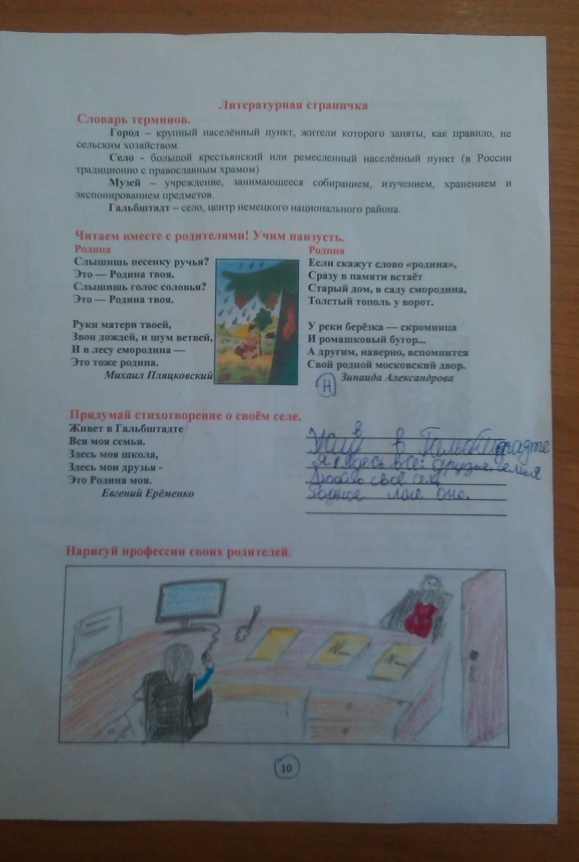 Литературная страничка
Словарь терминов.
Город – крупный населённый пункт, жители которого заняты, как правило, не
сельским хозяйством.
Село - большой крестьянский или ремесленный населённый пункт (в России
традиционно с православным храмом)
Музей – учреждение, занимающееся собиранием, изучением, хранением и
экспонированием предметов.
Гальбштадт – село, центр немецкого национального района.
Читаем вместе с родителями! Учим наизусть.
Родина
Слышишь песенку ручья?
Это — Родина твоя.
Слышишь голос соловья?
Это — Родина твоя.
Руки матери твоей,
Звон дождей, и шум ветвей,
И в лесу смородина —
Это тоже родина.
Михаил Пляцковский
Родина
Если скажут слово «родина»,
Сразу в памяти встаёт
Старый дом, в саду смородина,
Толстый тополь у ворот.
У реки берёзка — скромница
И ромашковый бугор...
А другим, наверно, вспомнится
Свой родной московский двор.
Н Зинаида Александрова
Придумай стихотворение о своём селе.
Живет в Гальбштадте
Вся моя семья.
Здесь моя школа,
Здесь мои друзья -
Это Родина моя.
Евгений Ерёменко
в Гальбштадте
здесь все: друзья, семья
Люблю своё село
Родное мне оно.
Нарисуй профессии своих родителей.
10